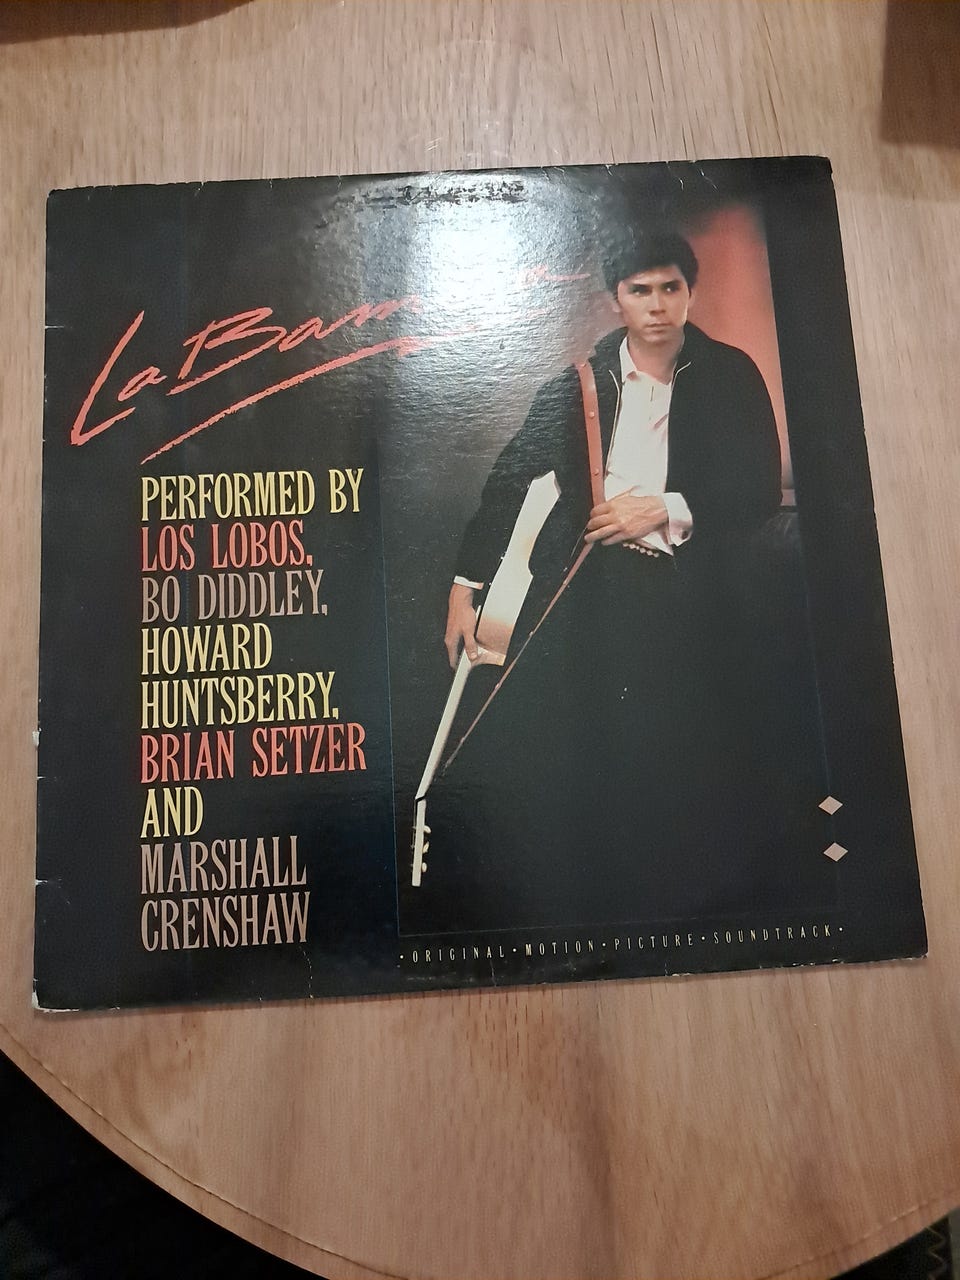 La Bamba
PERFORMED BY
LOS LOBOS,
BO DIDDLEY,
HOWARD
HUNTSBERRY,
BRIAN SETZER
AND
MARSHALL
CRENSHAW
·ORIGINAL·MOTION·PICTURE·SOUNDTRACK·